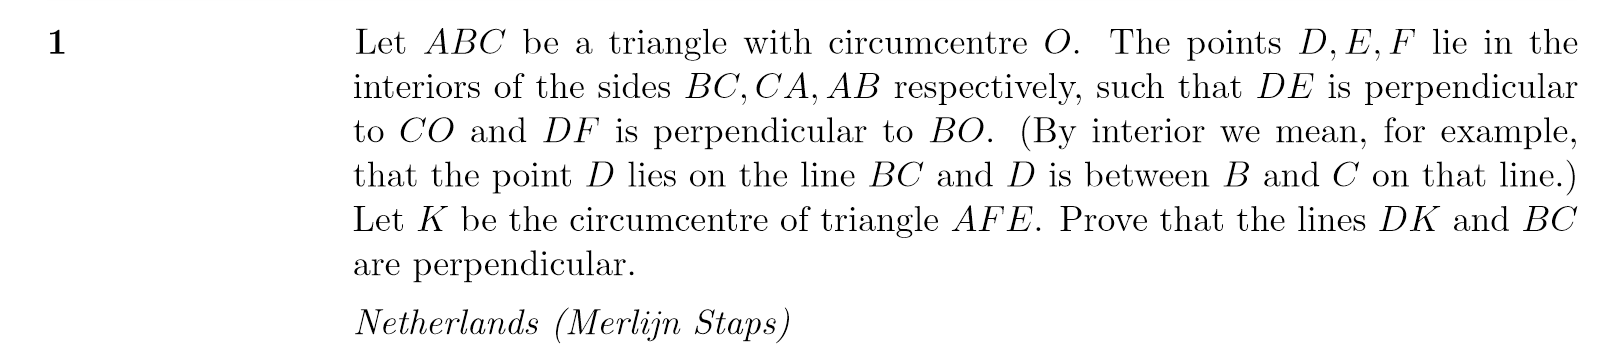 1 Let ABC be a triangle with circumcentre O. The points D, E, F lie in the
interiors of the sides BC, CA, AB respectively, such that DE is perpendicular
to CO and DF is perpendicular to BO. (By interior we mean, for example,
that the point D lies on the line BC and D is between B and C on that line.)
Let K be the circumcentre of triangle AFE. Prove that the lines DK and BC
are perpendicular.
Netherlands (Merlijn Staps)